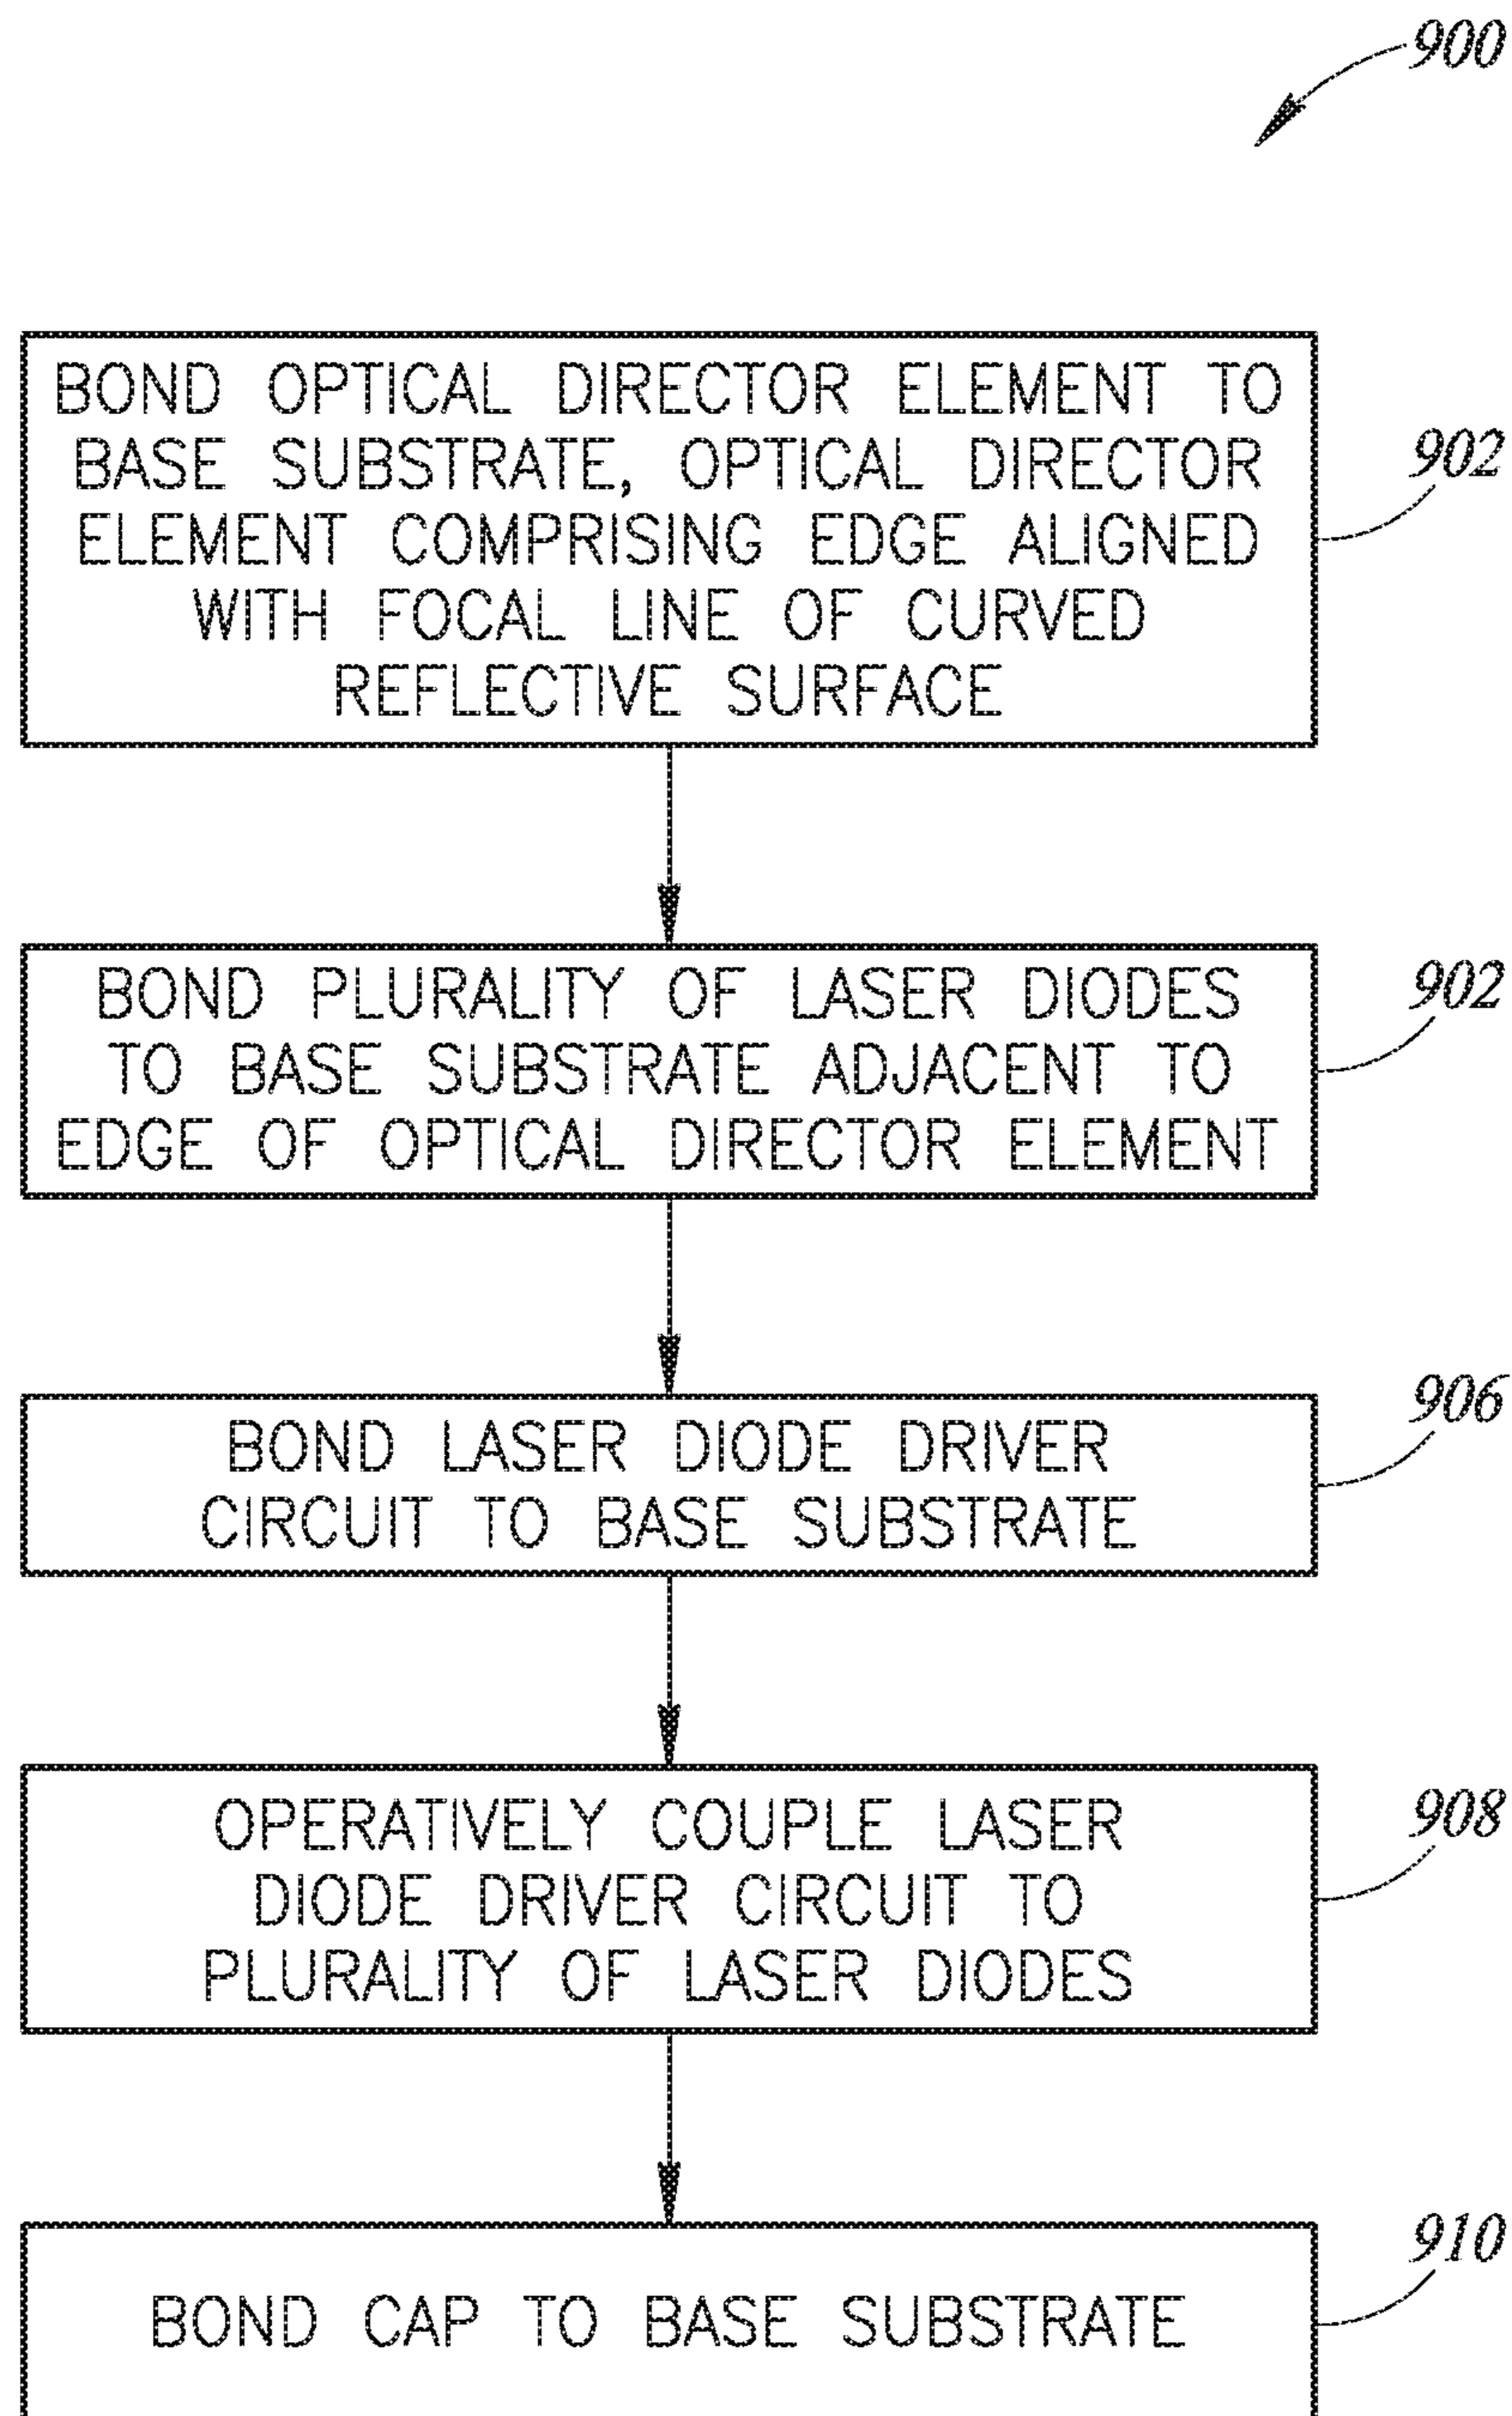 900
BOND OPTICAL DIRECTOR ELEMENT TO
BASE SUBSTRATE, OPTICAL DIRECTOR
ELEMENT COMPRISING EDGE ALIGNED
WITH FOCAL LINE OF CURVED
REFLECTIVE SURFACE
902
BOND PLURALITY OF LASER DIODES
TO BASE SUBSTRATE ADJACENT TO
EDGE OF OPTICAL DIRECTOR ELEMENT
902
BOND LASER DIODE DRIVER
CIRCUIT TO BASE SUBSTRATE
906
OPERATIVELY COUPLE LASER
DIODE DRIVER CIRCUIT TO
PLURALITY OF LASER DIODES
908
BOND CAP TO BASE SUBSTRATE
910